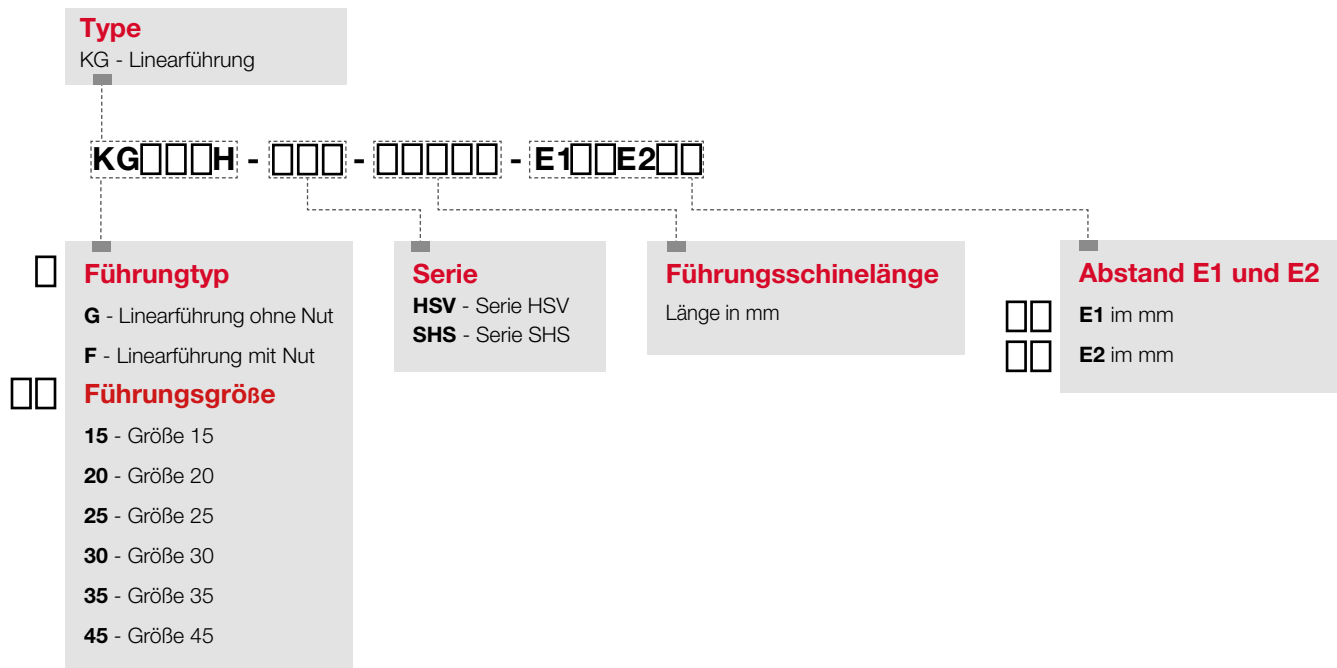 Type
KG - Linearführung
KG□□□H - □□□ - □□□□□ - E1□□E2□□
□ Führungtyp
G - Linearführung ohne Nut
F - Linearführung mit Nut
□□ Führungsgröße
15 - Größe 15
20 - Größe 20
25 - Größe 25
30 - Größe 30
35 - Größe 35
45 - Größe 45
Serie
HSV - Serie HSV
SHS - Serie SHS
Führungsschinelänge
Länge in mm
Abstand E1 und E2
□□ E1 im mm
□□ E2 im mm